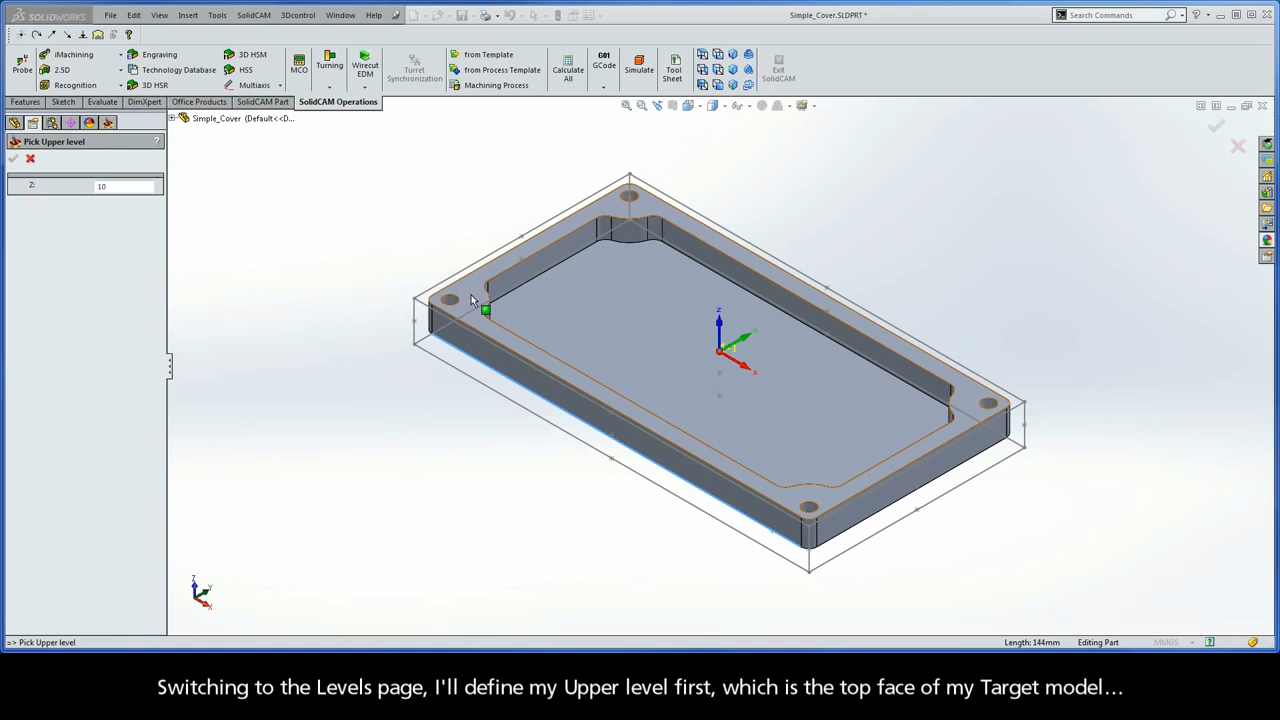 SOLIDWORKS File Edit View Insert Tools SolidCAM 3Dcontrol Window Help Simple_Cover.SLDPRT * Search Commands
Probe iMachining Engraving 3D HSM MCO Turning Wirecut EDM Turret Synchronization from Template Calculate All G01 GCode Simulate Tool Sheet Exit SolidCAM
2.5D Technology Database HSS from Process Template
Recognition 3D HSR Multiaxis Machining Process
Features Sketch Evaluate DimXpert Office Products SolidCAM Part SolidCAM Operations
Simple_Cover (Default<<D...
Pick Upper level ?
Z: 10
z
x
Z
Y
X
=> Pick Upper level Length: 144mm Editing Part MMGS
Switching to the Levels page, I'll define my Upper level first, which is the top face of my Target model...